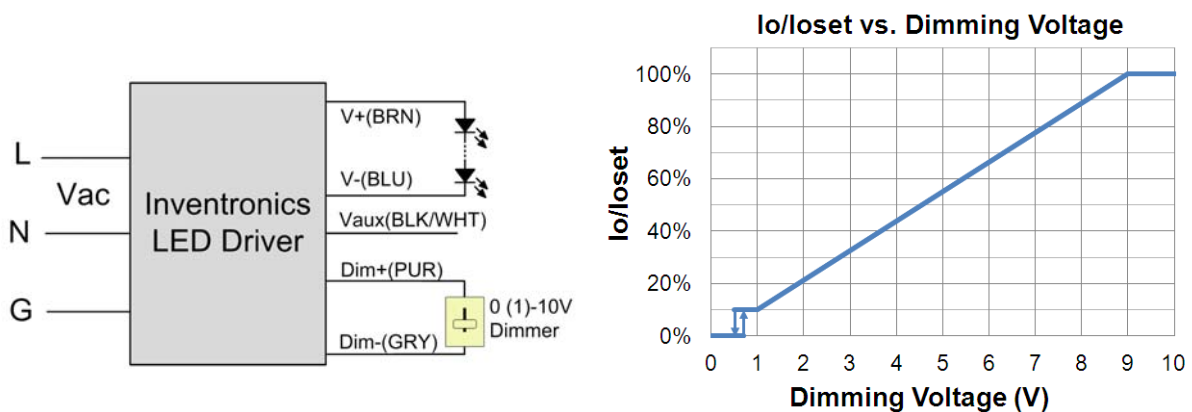 L
Vac
N
G
Inventronics
LED Driver
V+(BRN)
V-(BLU)
Vaux(BLK/WHT)
Dim+(PUR)
Dim-(GRY)
0 (1)-10V
Dimmer
Io/Ioset vs. Dimming Voltage
Io/Ioset
100%
80%
60%
40%
20%
0%
0 1 2 3 4 5 6 7 8 9 10
Dimming Voltage (V)